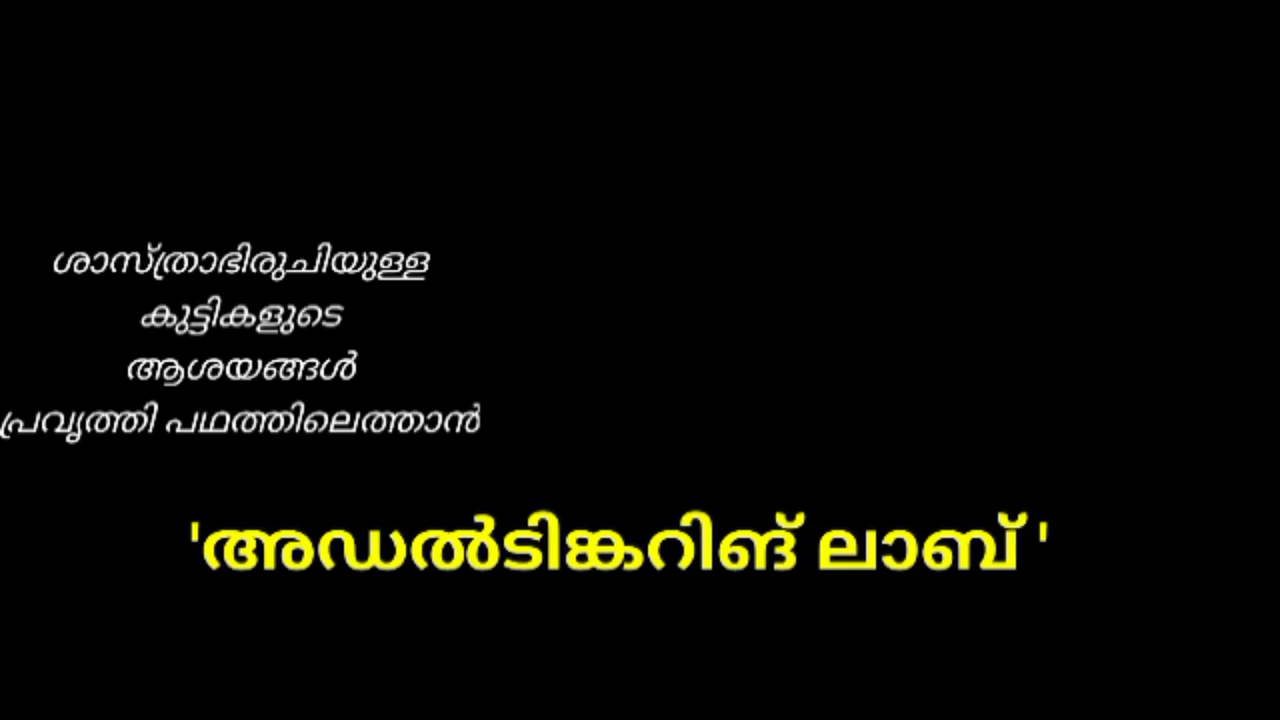 ശാസ്ത്രാഭിരുചിയുള്ള
കുട്ടികളുടെ
ആശയങ്ങൾ
പ്രവൃത്തി പഥത്തിലെത്താൻ
'അഡൽടിങ്കറിങ് ലാബ് '